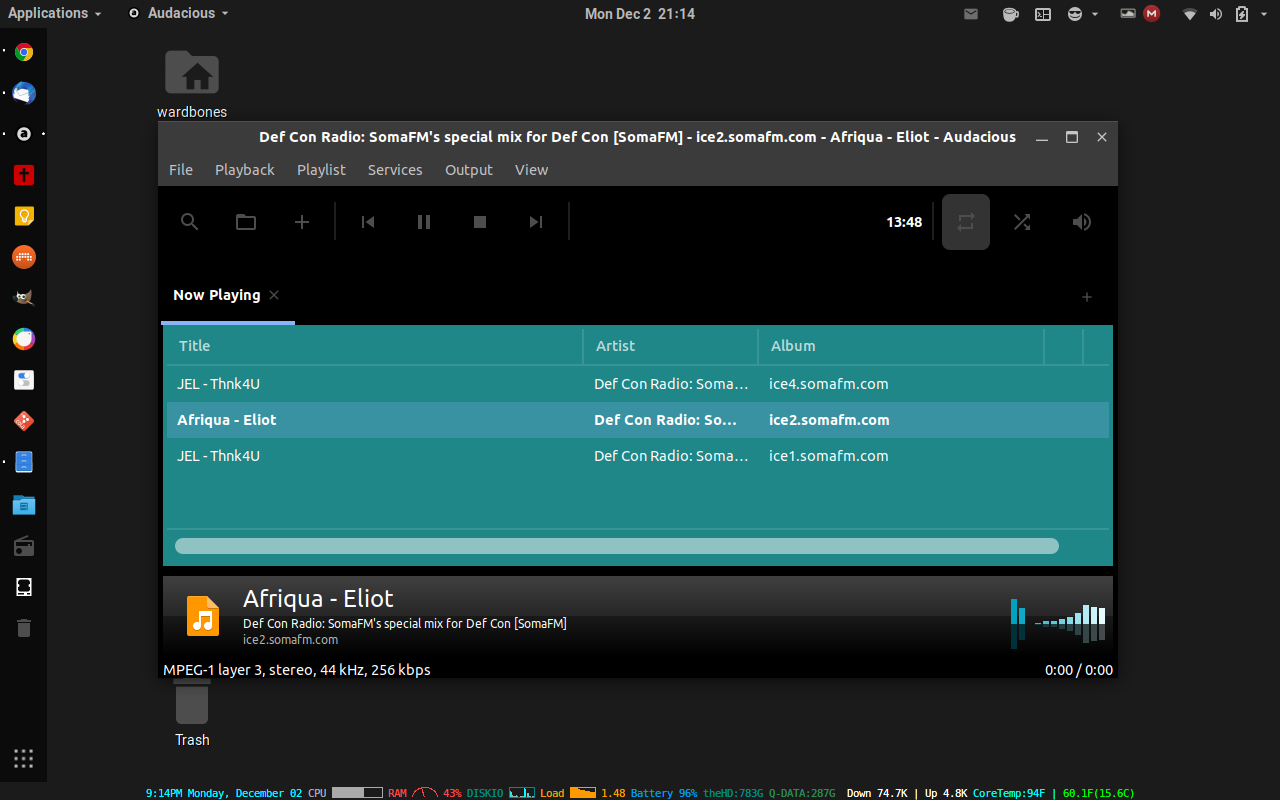 Applications Audacious Mon Dec 2 21:14
M
wardbones
Def Con Radio: SomaFM's special mix for Def Con [SomaFM] - ice2.somafm.com - Afriqua - Eliot - Audacious
File Playback Playlist Services Output View
13:48
Now Playing
Title Artist Album
JEL - Thnk4U Def Con Radio: Soma... ice4.somafm.com
Afriqua - Eliot Def Con Radio: So... ice2.somafm.com
JEL - Thnk4U Def Con Radio: Soma... ice1.somafm.com
Afriqua - Eliot
Def Con Radio: SomaFM's special mix for Def Con [SomaFM]
ice2.somafm.com
MPEG-1 layer 3, stereo, 44 kHz, 256 kbps 0:00 / 0:00
Trash
9:14PM Monday, December 02 CPU RAM 43% DISKIO Load 1.48 Battery 96% theHD:783G Q-DATA:287G Down 74.7K | Up 4.8K CoreTemp:94F | 60.1F(15.6C)